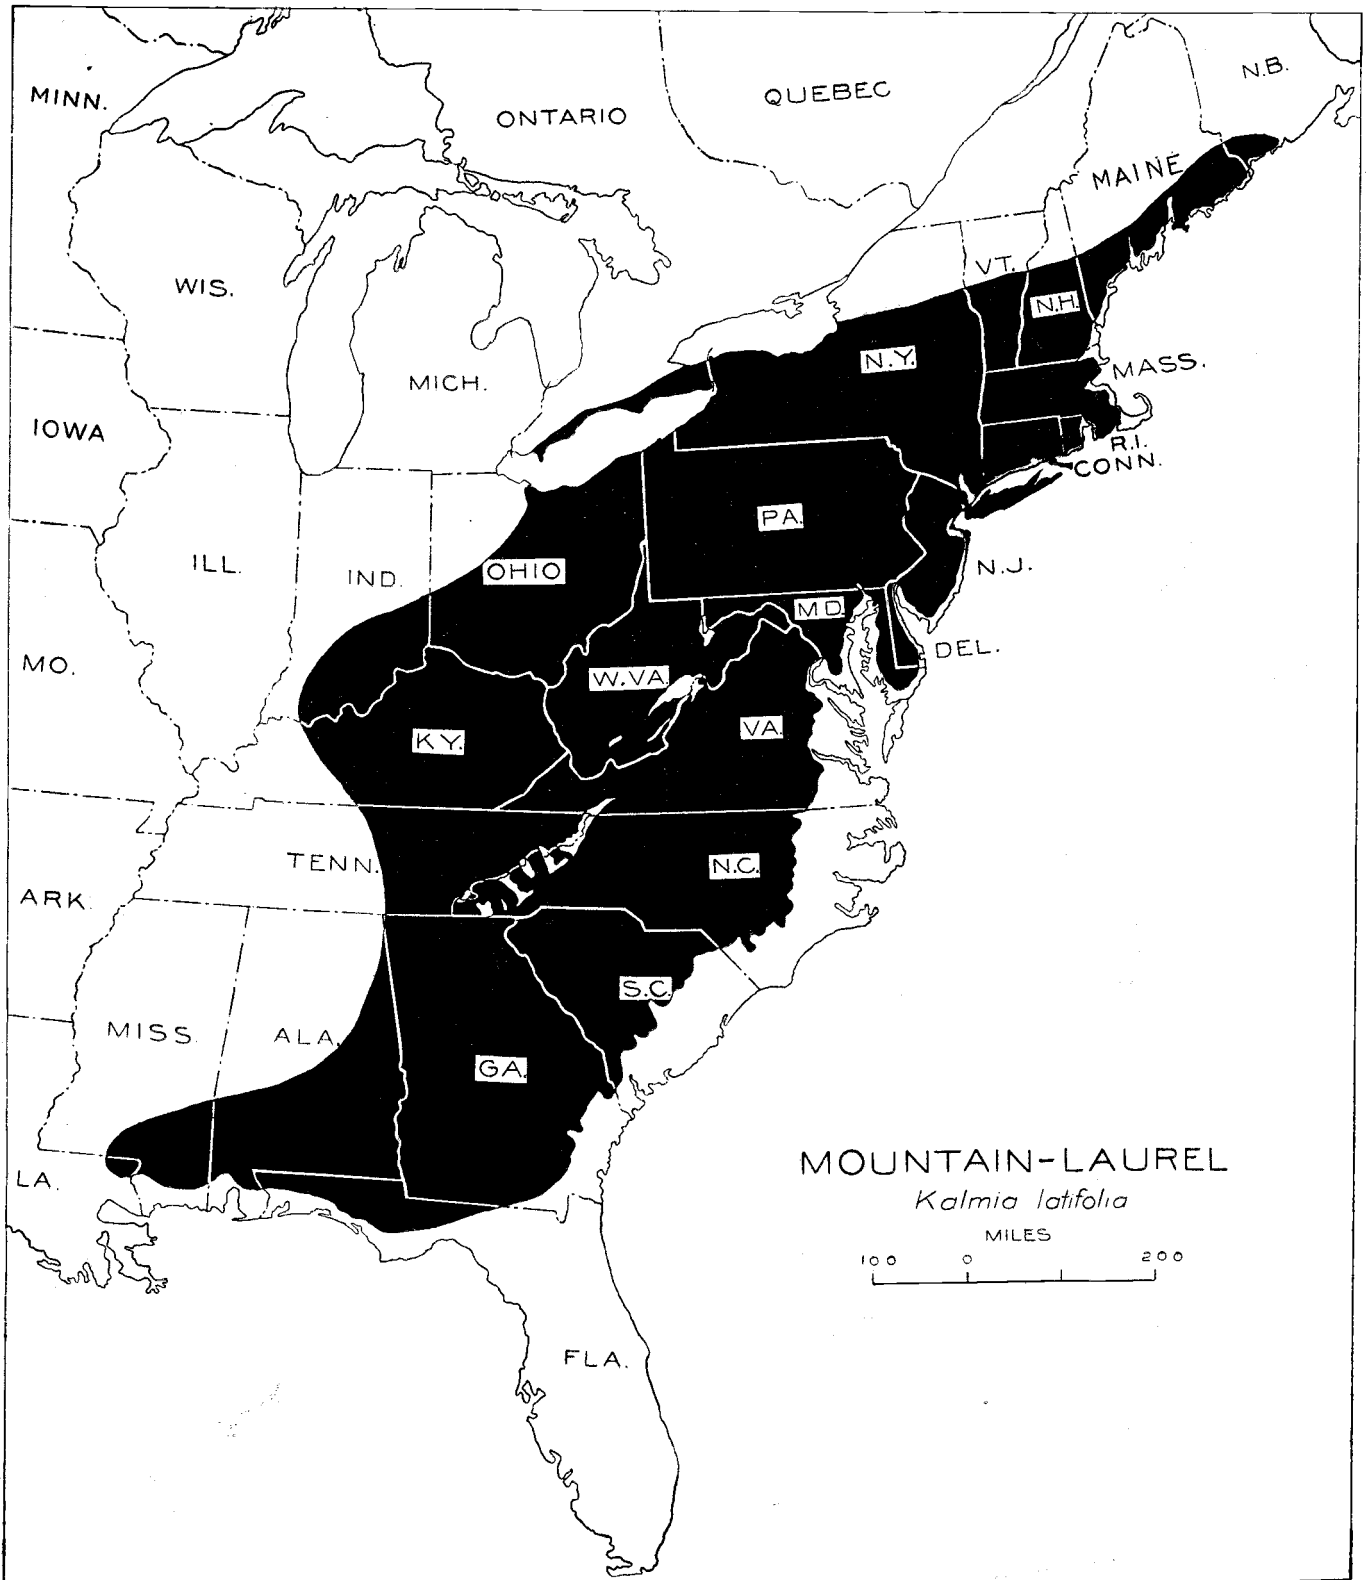 MINN.
ONTARIO
QUEBEC
N.B.
MAINE
WIS.
VT.
N.H.
MICH.
N.Y.
MASS.
IOWA
R.I.
CONN.
PA.
ILL.
IND.
OHIO
N.J.
MD.
MO.
DEL.
W.VA.
KY.
VA.
TENN.
N.C.
ARK.
S.C.
MISS.
ALA.
GA.
LA.
FLA.
MOUNTAIN-LAUREL
Kalmia latifolia
MILES
100 0 200